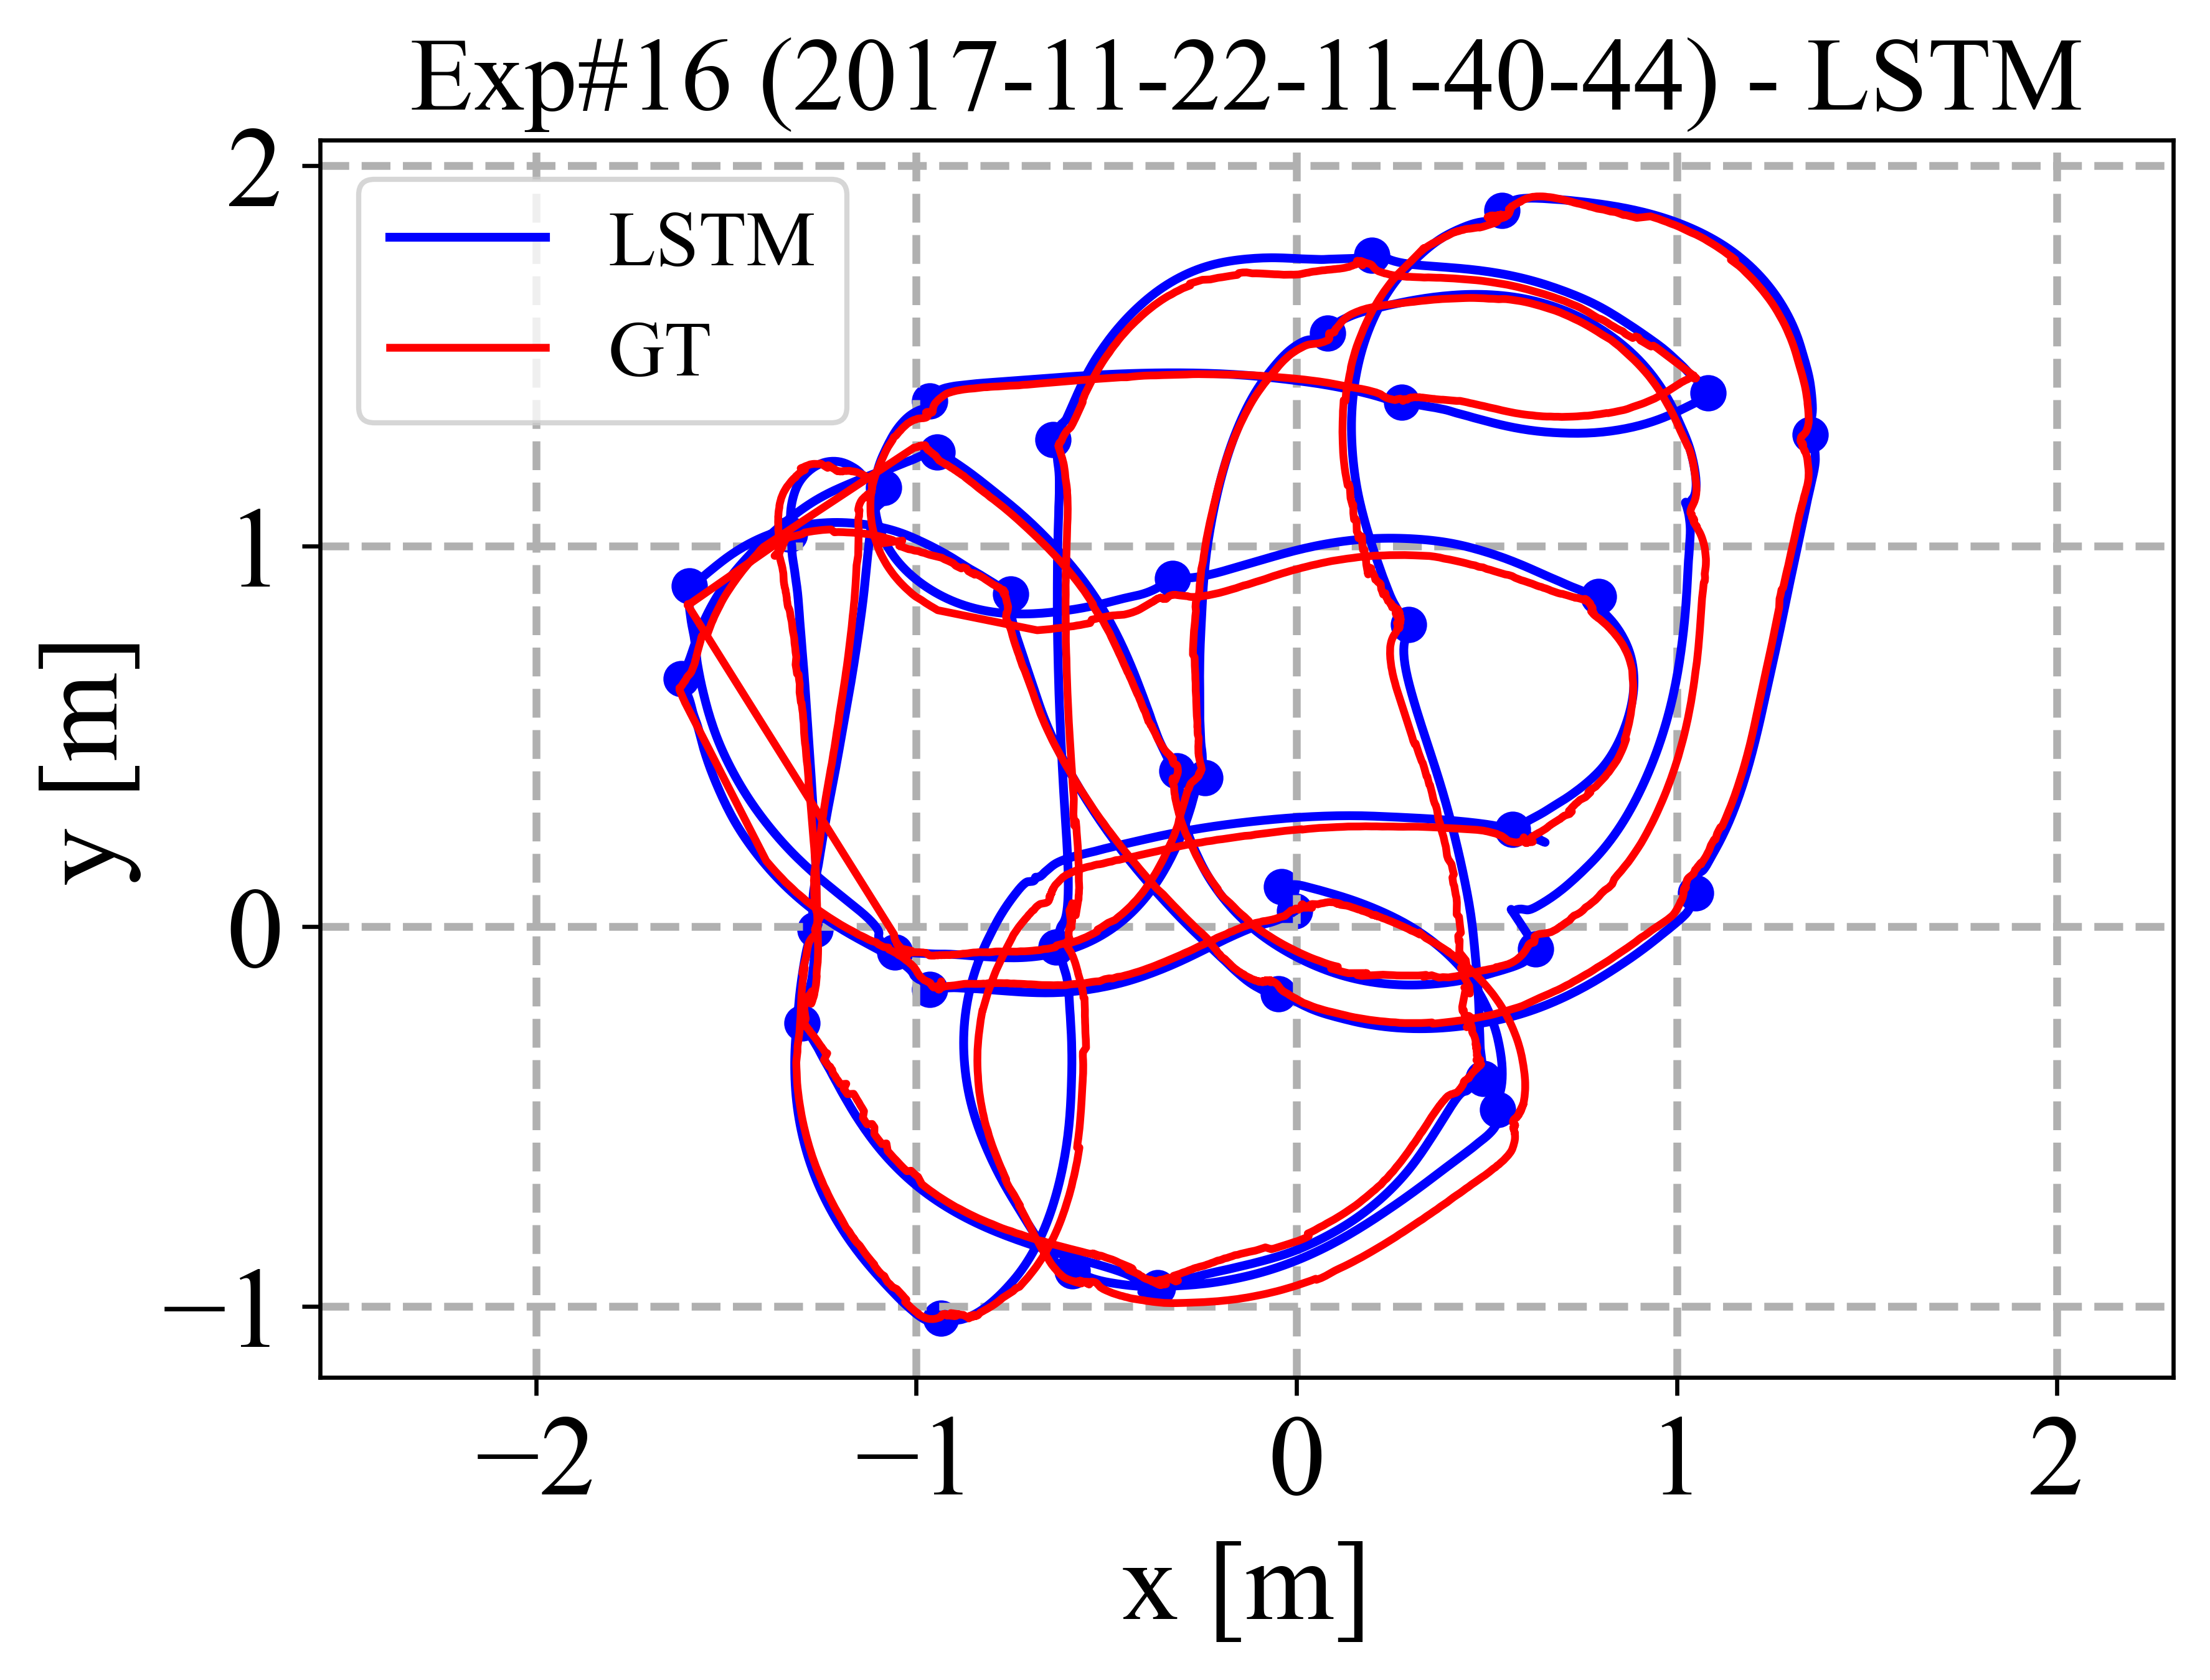 Exp#16 (2017-11-22-11-40-44) - LSTM
LSTM
GT
2
1
0
−1
y [m]
−2 −1 0 1 2
x [m]